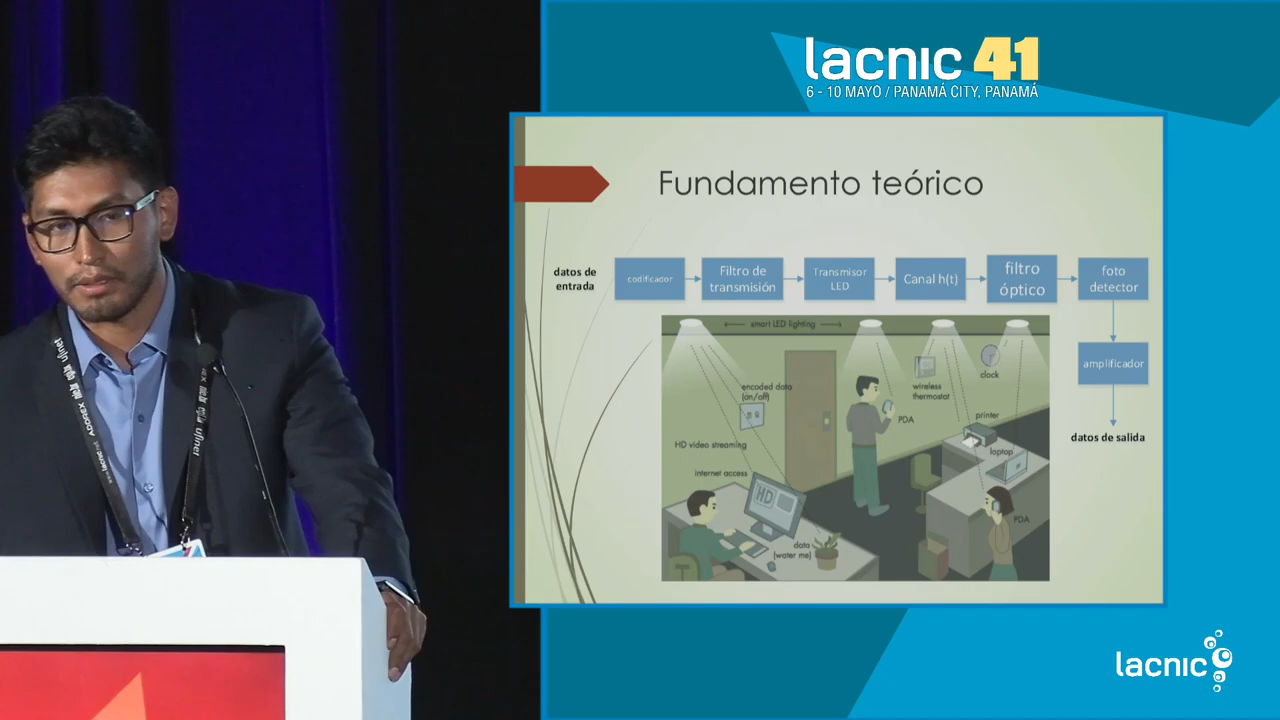 lacnic 41
6 - 10 MAYO / PANAMÁ CITY, PANAMÁ
Fundamento teórico
datos de
entrada
codificador
Filtro de
transmisión
Transmisor
LED
Canal h(t)
filtro
óptico
foto
detector
amplificador
datos de salida
smart LED lighting
encoded data
(on/off)
HD video streaming
internet access
HD
data
(water me)
PDA
wireless
thermostat
clock
printer
laptop
PDA
lacnic